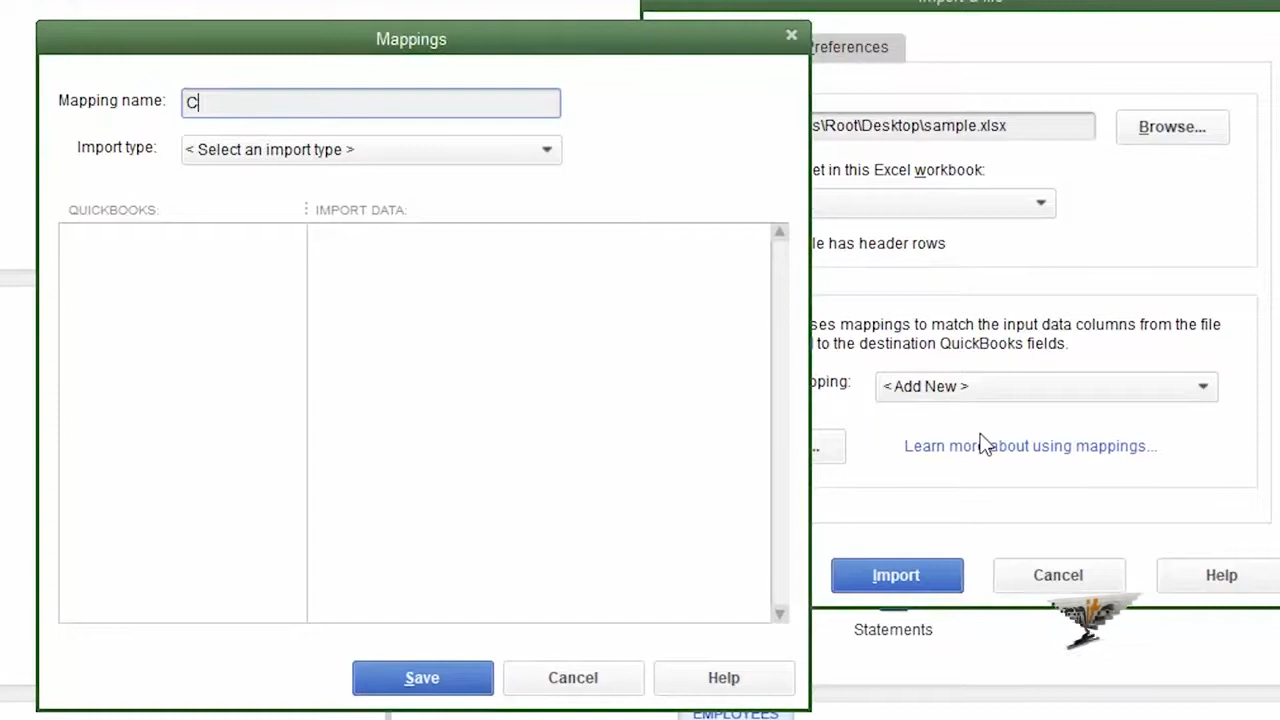 Import a file
Mappings
Preferences
Mapping name: C
s\Root\Desktop\sample.xlsx
Browse...
Import type: < Select an import type >
et in this Excel workbook:
QUICKBOOKS:
IMPORT DATA:
le has header rows
ses mappings to match the input data columns from the file
to the destination QuickBooks fields.
pping: < Add New >
... Learn more about using mappings...
Import
Cancel
Help
Statements
Save
Cancel
Help
EMPLOYEES